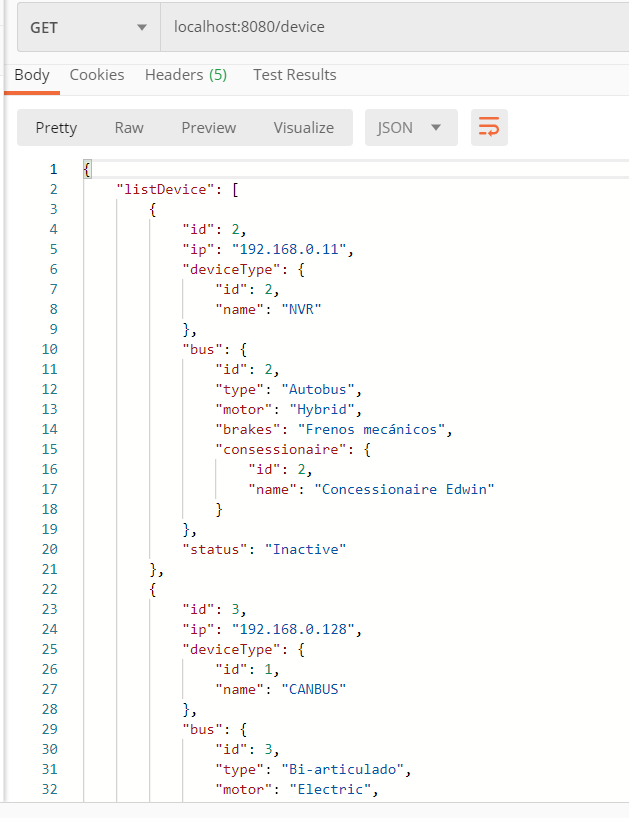 GET localhost:8080/device
Body Cookies Headers (5) Test Results
Pretty Raw Preview Visualize JSON
1 {
2 "listDevice": [
3 {
4 "id": 2,
5 "ip": "192.168.0.11",
6 "deviceType": {
7 "id": 2,
8 "name": "NVR"
9 },
10 "bus": {
11 "id": 2,
12 "type": "Autobus",
13 "motor": "Hybrid",
14 "brakes": "Frenos mecánicos",
15 "consessionaire": {
16 "id": 2,
17 "name": "Concessionaire Edwin"
18 }
19 },
20 "status": "Inactive"
21 },
22 {
23 "id": 3,
24 "ip": "192.168.0.128",
25 "deviceType": {
26 "id": 1,
27 "name": "CANBUS"
28 },
29 "bus": {
30 "id": 3,
31 "type": "Bi-articulado",
32 "motor": "Electric",